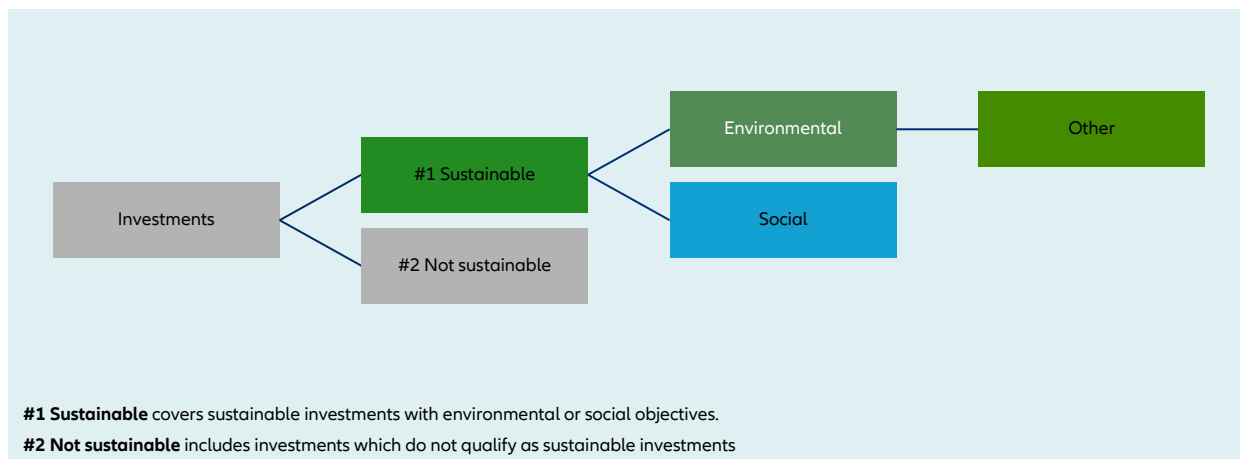 Environmental
Other
#1 Sustainable
Investments
Social
#2 Not sustainable
#1 Sustainable covers sustainable investments with environmental or social objectives.
#2 Not sustainable includes investments which do not qualify as sustainable investments